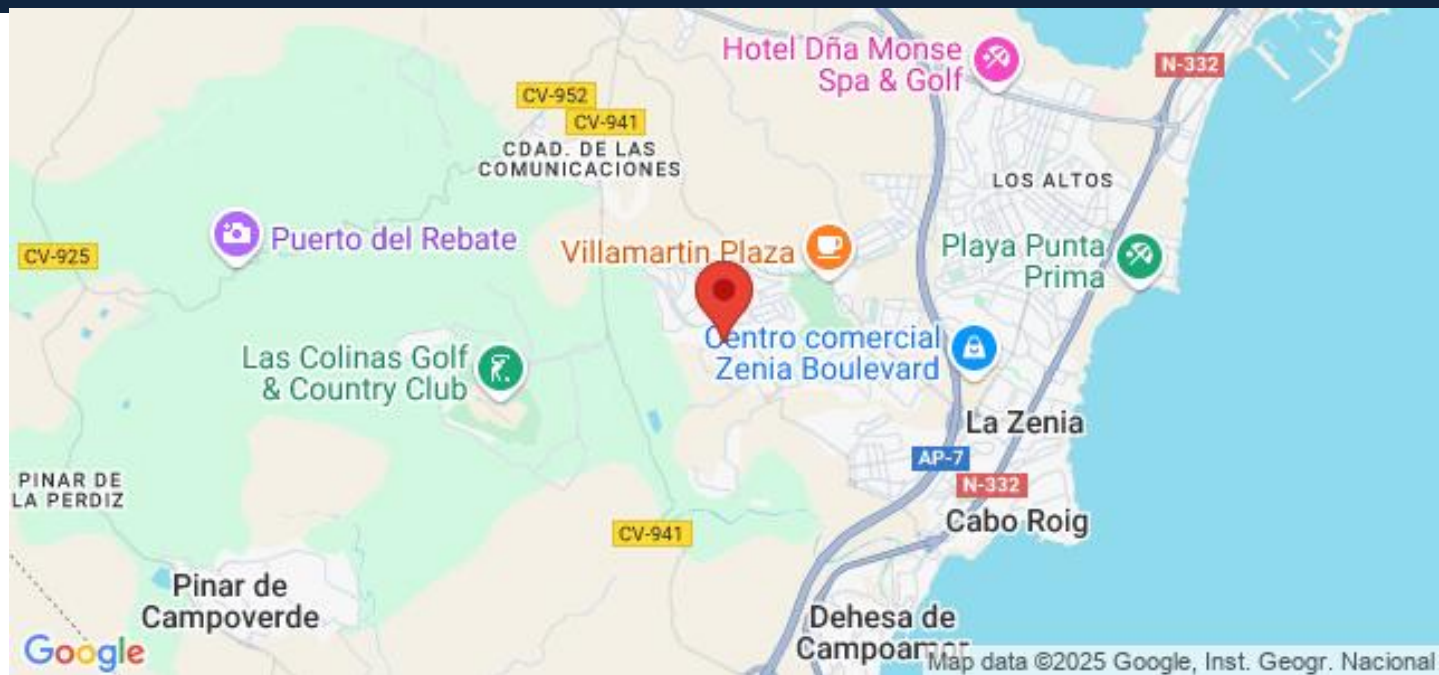 Hotel Dña Monse
Spa & Golf
N-332
CV-952
CV-941
CDAD. DE LAS
COMUNICACIONES
LOS ALTOS
Puerto del Rebate
CV-925
Villamartin Plaza
Playa Punta
Prima
Centro comercial
Zenia Boulevard
Las Colinas Golf
& Country Club
La Zenia
AP-7
N-332
PINAR DE
LA PERDIZ
Cabo Roig
CV-941
Pinar de
Campoverde
Dehesa de
Campoamor
Google
Map data ©2025 Google, Inst. Geogr. Nacional